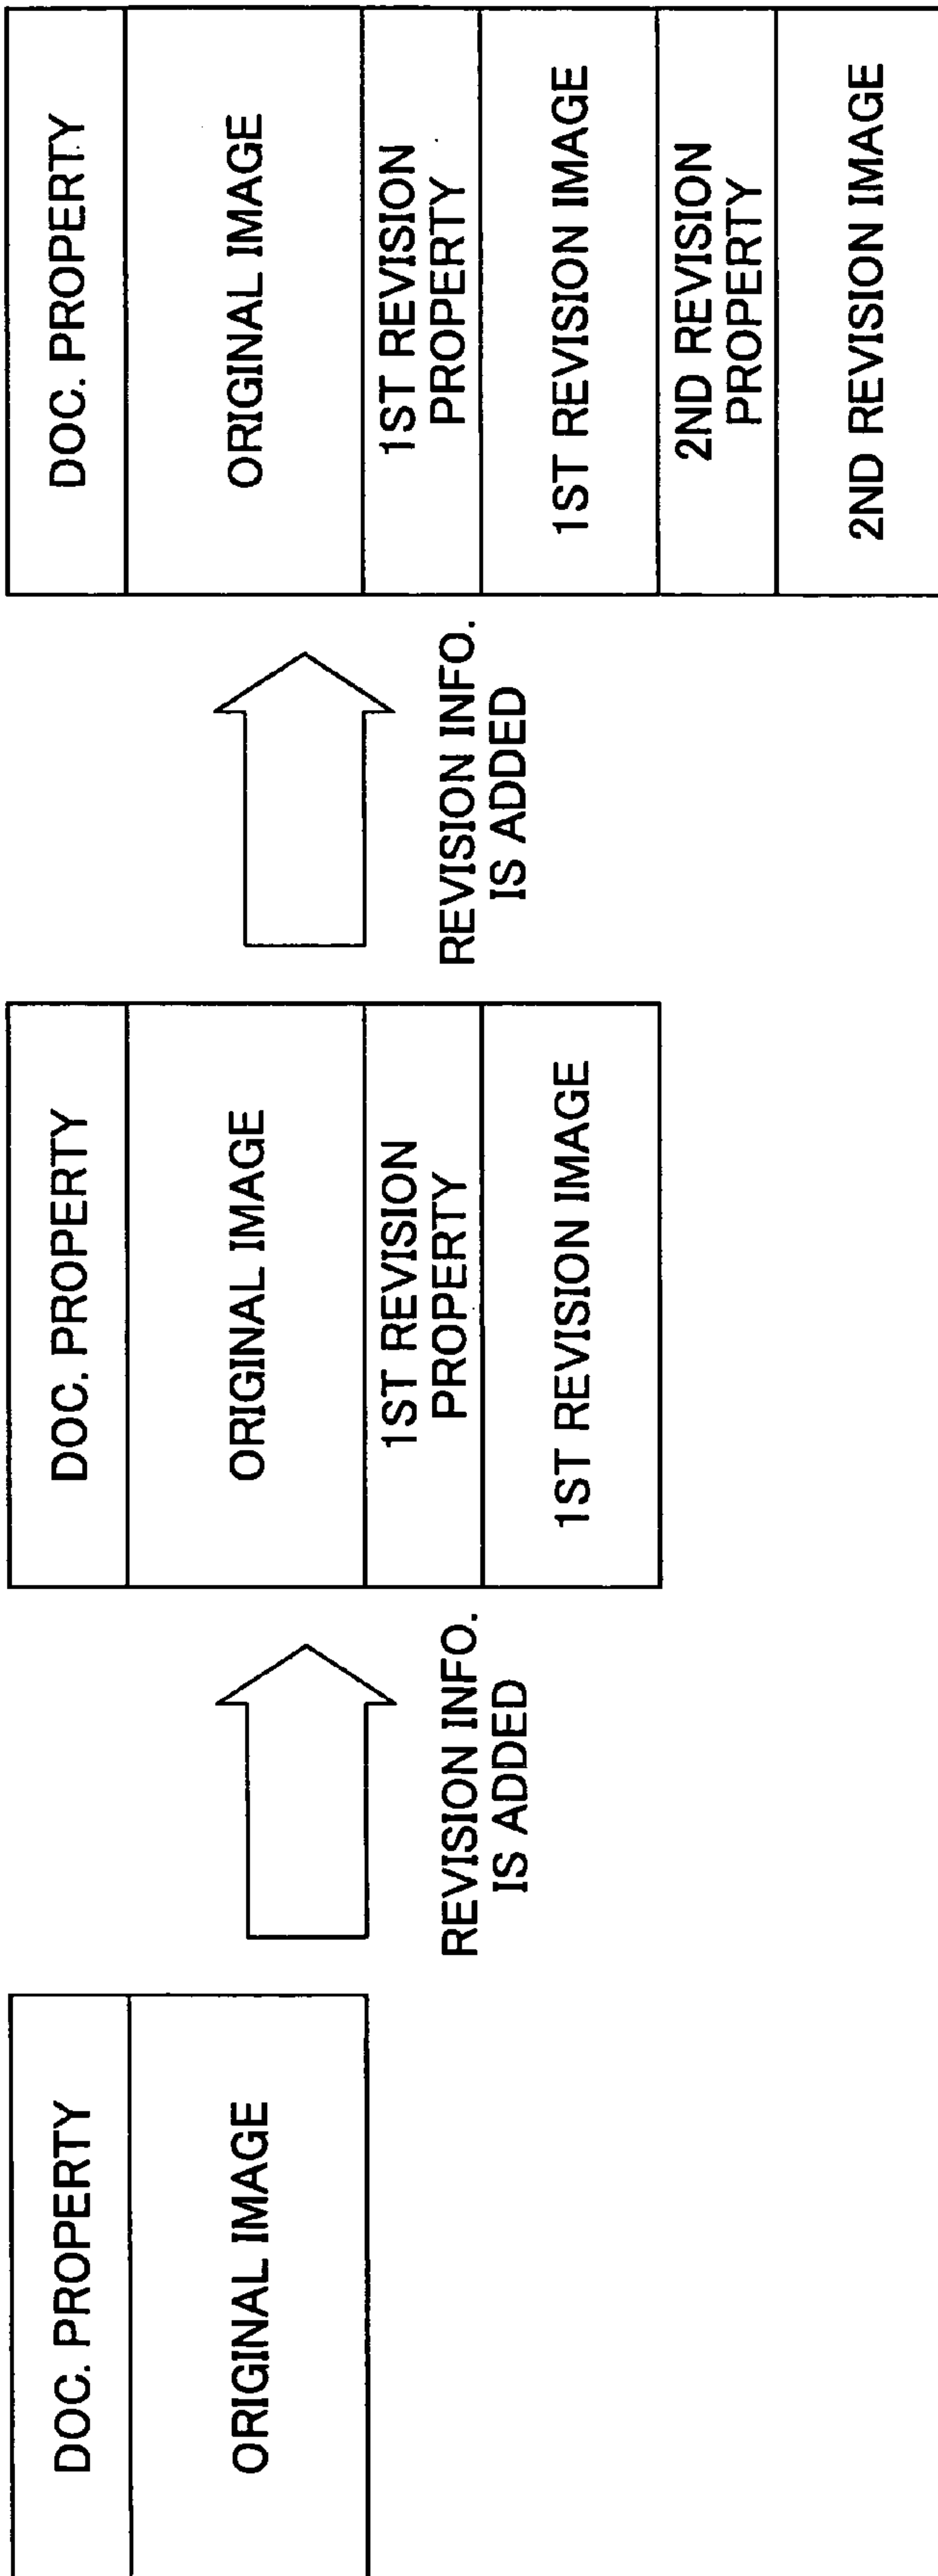 DOC. PROPERTY
ORIGINAL IMAGE
REVISION INFO.
IS ADDED
DOC. PROPERTY
ORIGINAL IMAGE
1ST REVISION
PROPERTY
1ST REVISION IMAGE
REVISION INFO.
IS ADDED
DOC. PROPERTY
ORIGINAL IMAGE
1ST REVISION
PROPERTY
1ST REVISION IMAGE
2ND REVISION
PROPERTY
2ND REVISION IMAGE